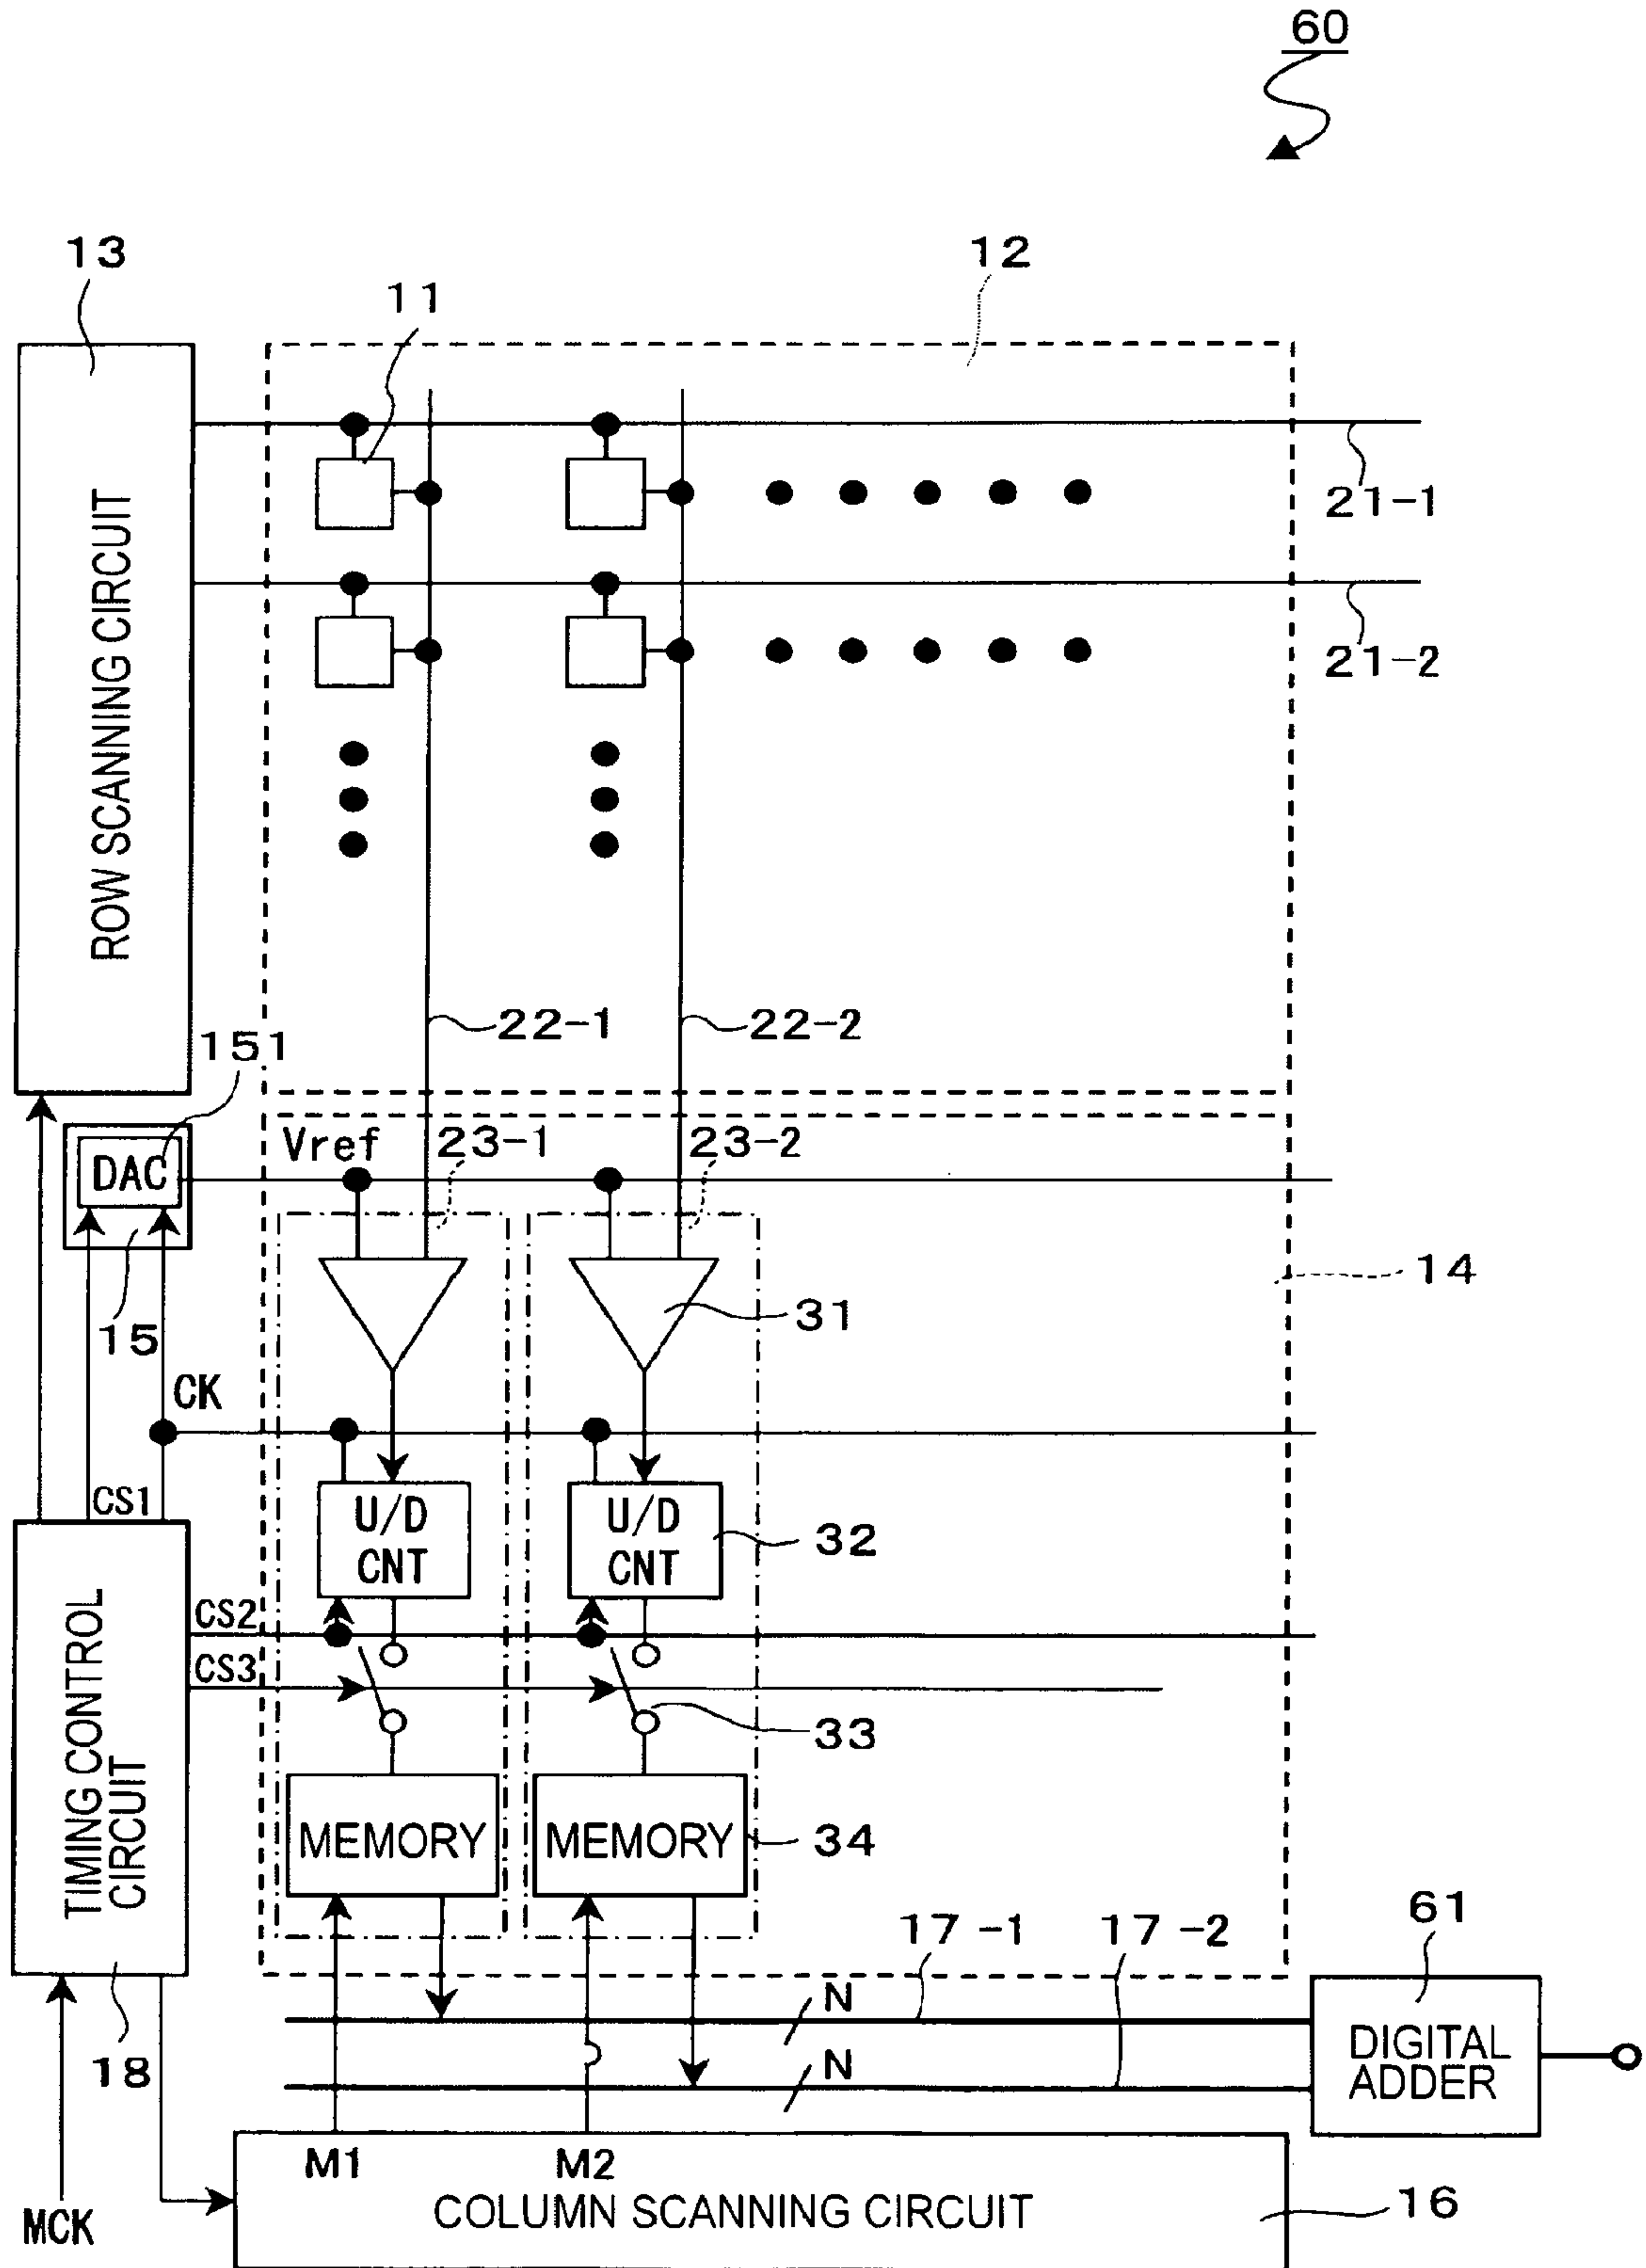 60
13
11
12
ROW SCANNING CIRCUIT
21-1
21-2
22-1
22-2
151
Vref
23-1
23-2
DAC
15
14
31
CK
CS1
U/D
CNT
U/D
CNT
32
CS2
CS3
33
TIMING CONTROL
CIRCUIT
MEMORY
MEMORY
34
17-1
17-2
61
N
N
DIGITAL
ADDER
18
M1
M2
MCK
COLUMN SCANNING CIRCUIT
16